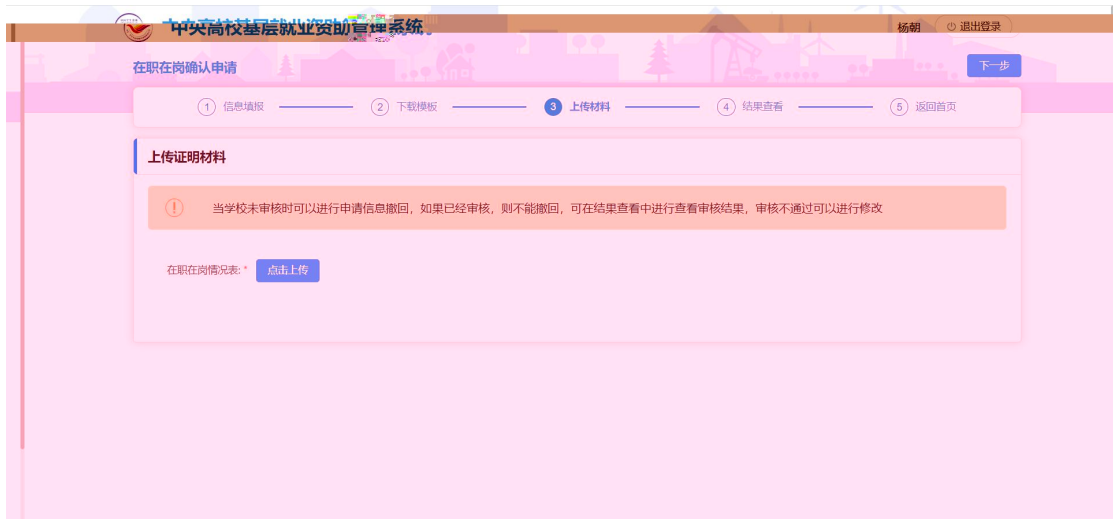 中央高校基层就业资助管理系统
杨朝
退出登录
在职在岗确认申请
下一步
1 信息填报
2 下载模板
3 上传材料
4 结果查看
5 返回首页
上传证明材料
当学校未审核时可以进行申请信息撤回，如果已经审核，则不能撤回，可在结果查看中进行查看审核结果，审核不通过可以进行修改
在职在岗情况表: * 点击上传